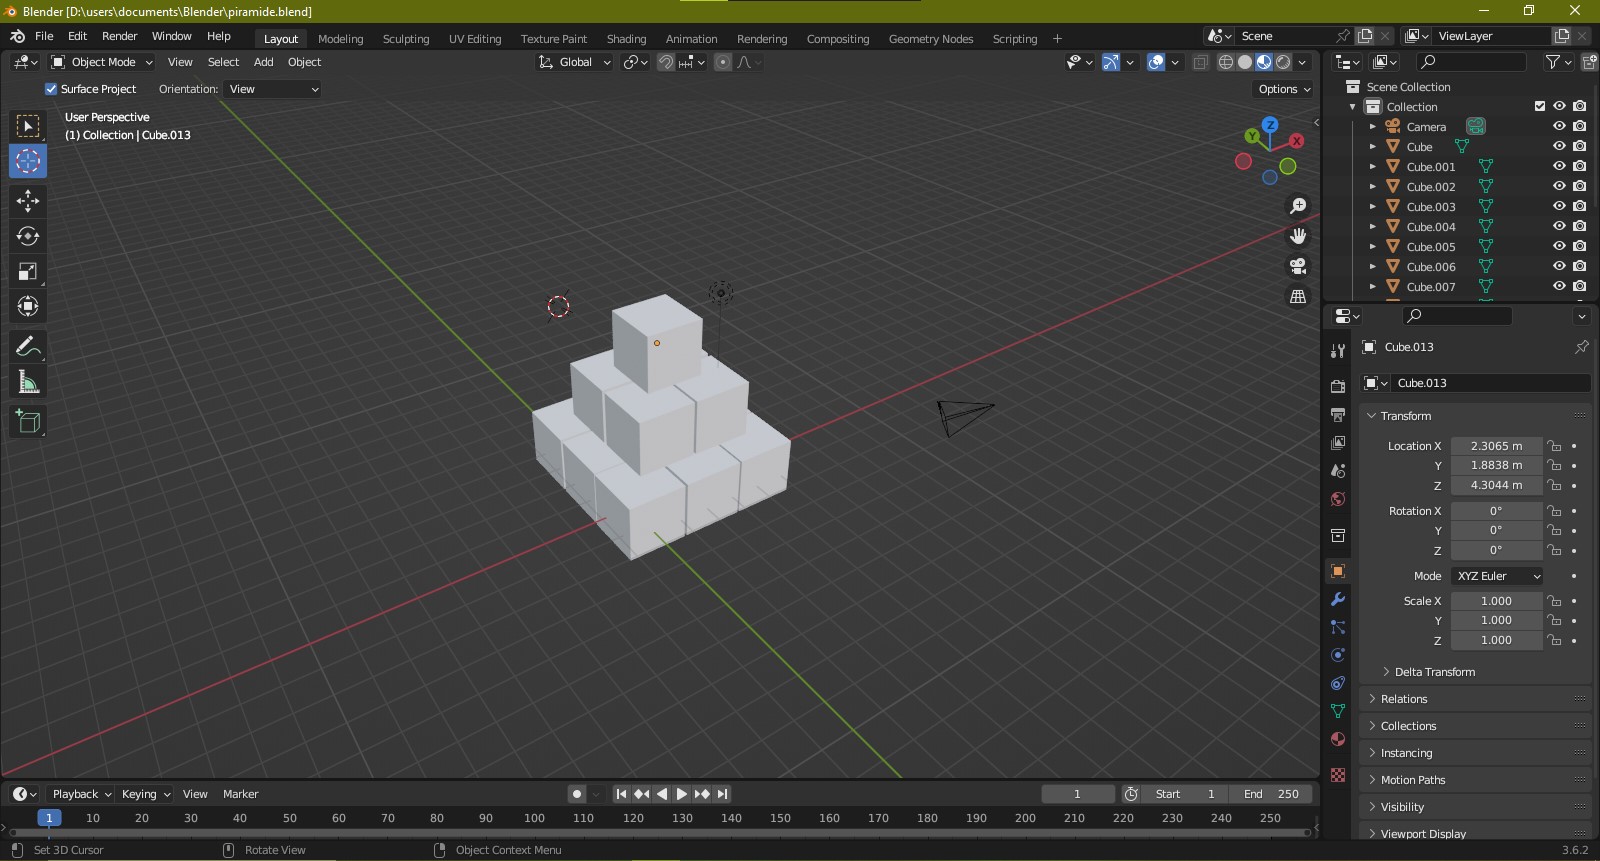 Blender [D:\users\documents\Blender\piramide.blend]
File Edit Render Window Help Layout Modeling Sculpting UV Editing Texture Paint Shading Animation Rendering Compositing Geometry Nodes Scripting + Scene ViewLayer
Object Mode View Select Add Object Global
Surface Project Orientation: View Options
User Perspective
(1) Collection | Cube.013
Z
Y
X
Scene Collection
Collection
Camera
Cube
Cube.001
Cube.002
Cube.003
Cube.004
Cube.005
Cube.006
Cube.007
Cube.013
Cube.013
Transform
Location X 2.3065 m
Y 1.8838 m
Z 4.3044 m
Rotation X 0°
Y 0°
Z 0°
Mode XYZ Euler
Scale X 1.000
Y 1.000
Z 1.000
Delta Transform
Relations
Collections
Instancing
Motion Paths
Visibility
Viewport Display
Playback Keying View Marker 1 Start 1 End 250
1 10 20 30 40 50 60 70 80 90 100 110 120 130 140 150 160 170 180 190 200 210 220 230 240 250
Set 3D Cursor Rotate View Object Context Menu 3.6.2